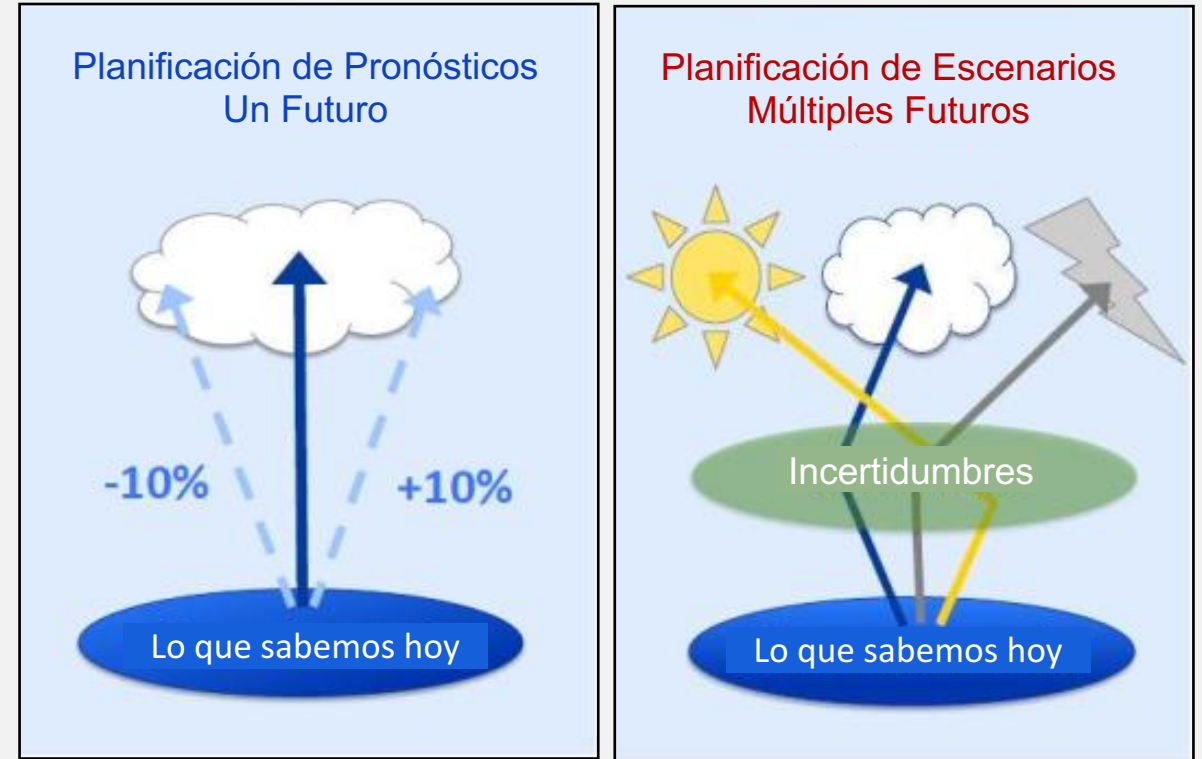 Planificación de Pronósticos
Un Futuro
-10%
+10%
Lo que sabemos hoy
Planificación de Escenarios
Múltiples Futuros
Incertidumbres
Lo que sabemos hoy